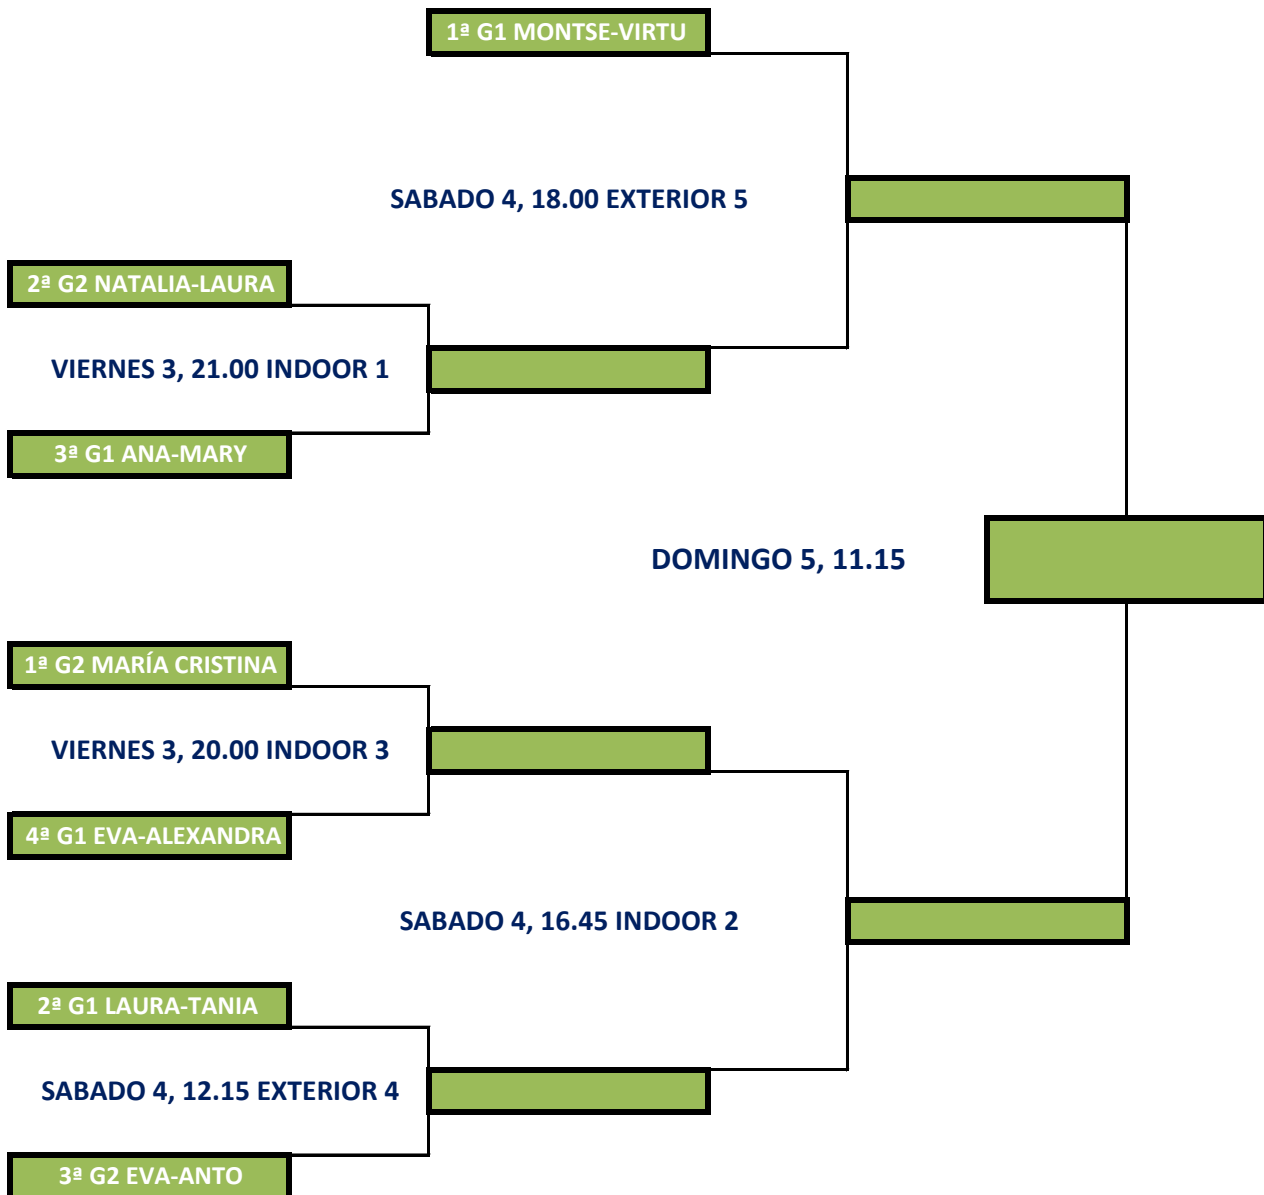 1ª G1 MONTSE-VIRTU
SABADO 4, 18.00 EXTERIOR 5
2ª G2 NATALIA-LAURA
VIERNES 3, 21.00 INDOOR 1
3ª G1 ANA-MARY
DOMINGO 5, 11.15
1ª G2 MARÍA CRISTINA
VIERNES 3, 20.00 INDOOR 3
4ª G1 EVA-ALEXANDRA
SABADO 4, 16.45 INDOOR 2
2ª G1 LAURA-TANIA
SABADO 4, 12.15 EXTERIOR 4
3ª G2 EVA-ANTO